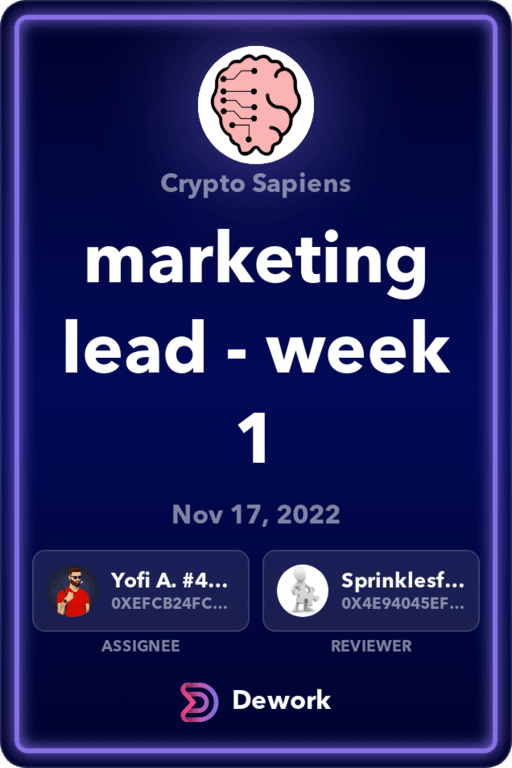 Crypto Sapiens
marketing
lead - week
1
Nov 17, 2022
Yofi A. #4...
0XEFCB24FC...
ASSIGNEE
Sprinklesf...
0X4E94045EF...
REVIEWER
Dework